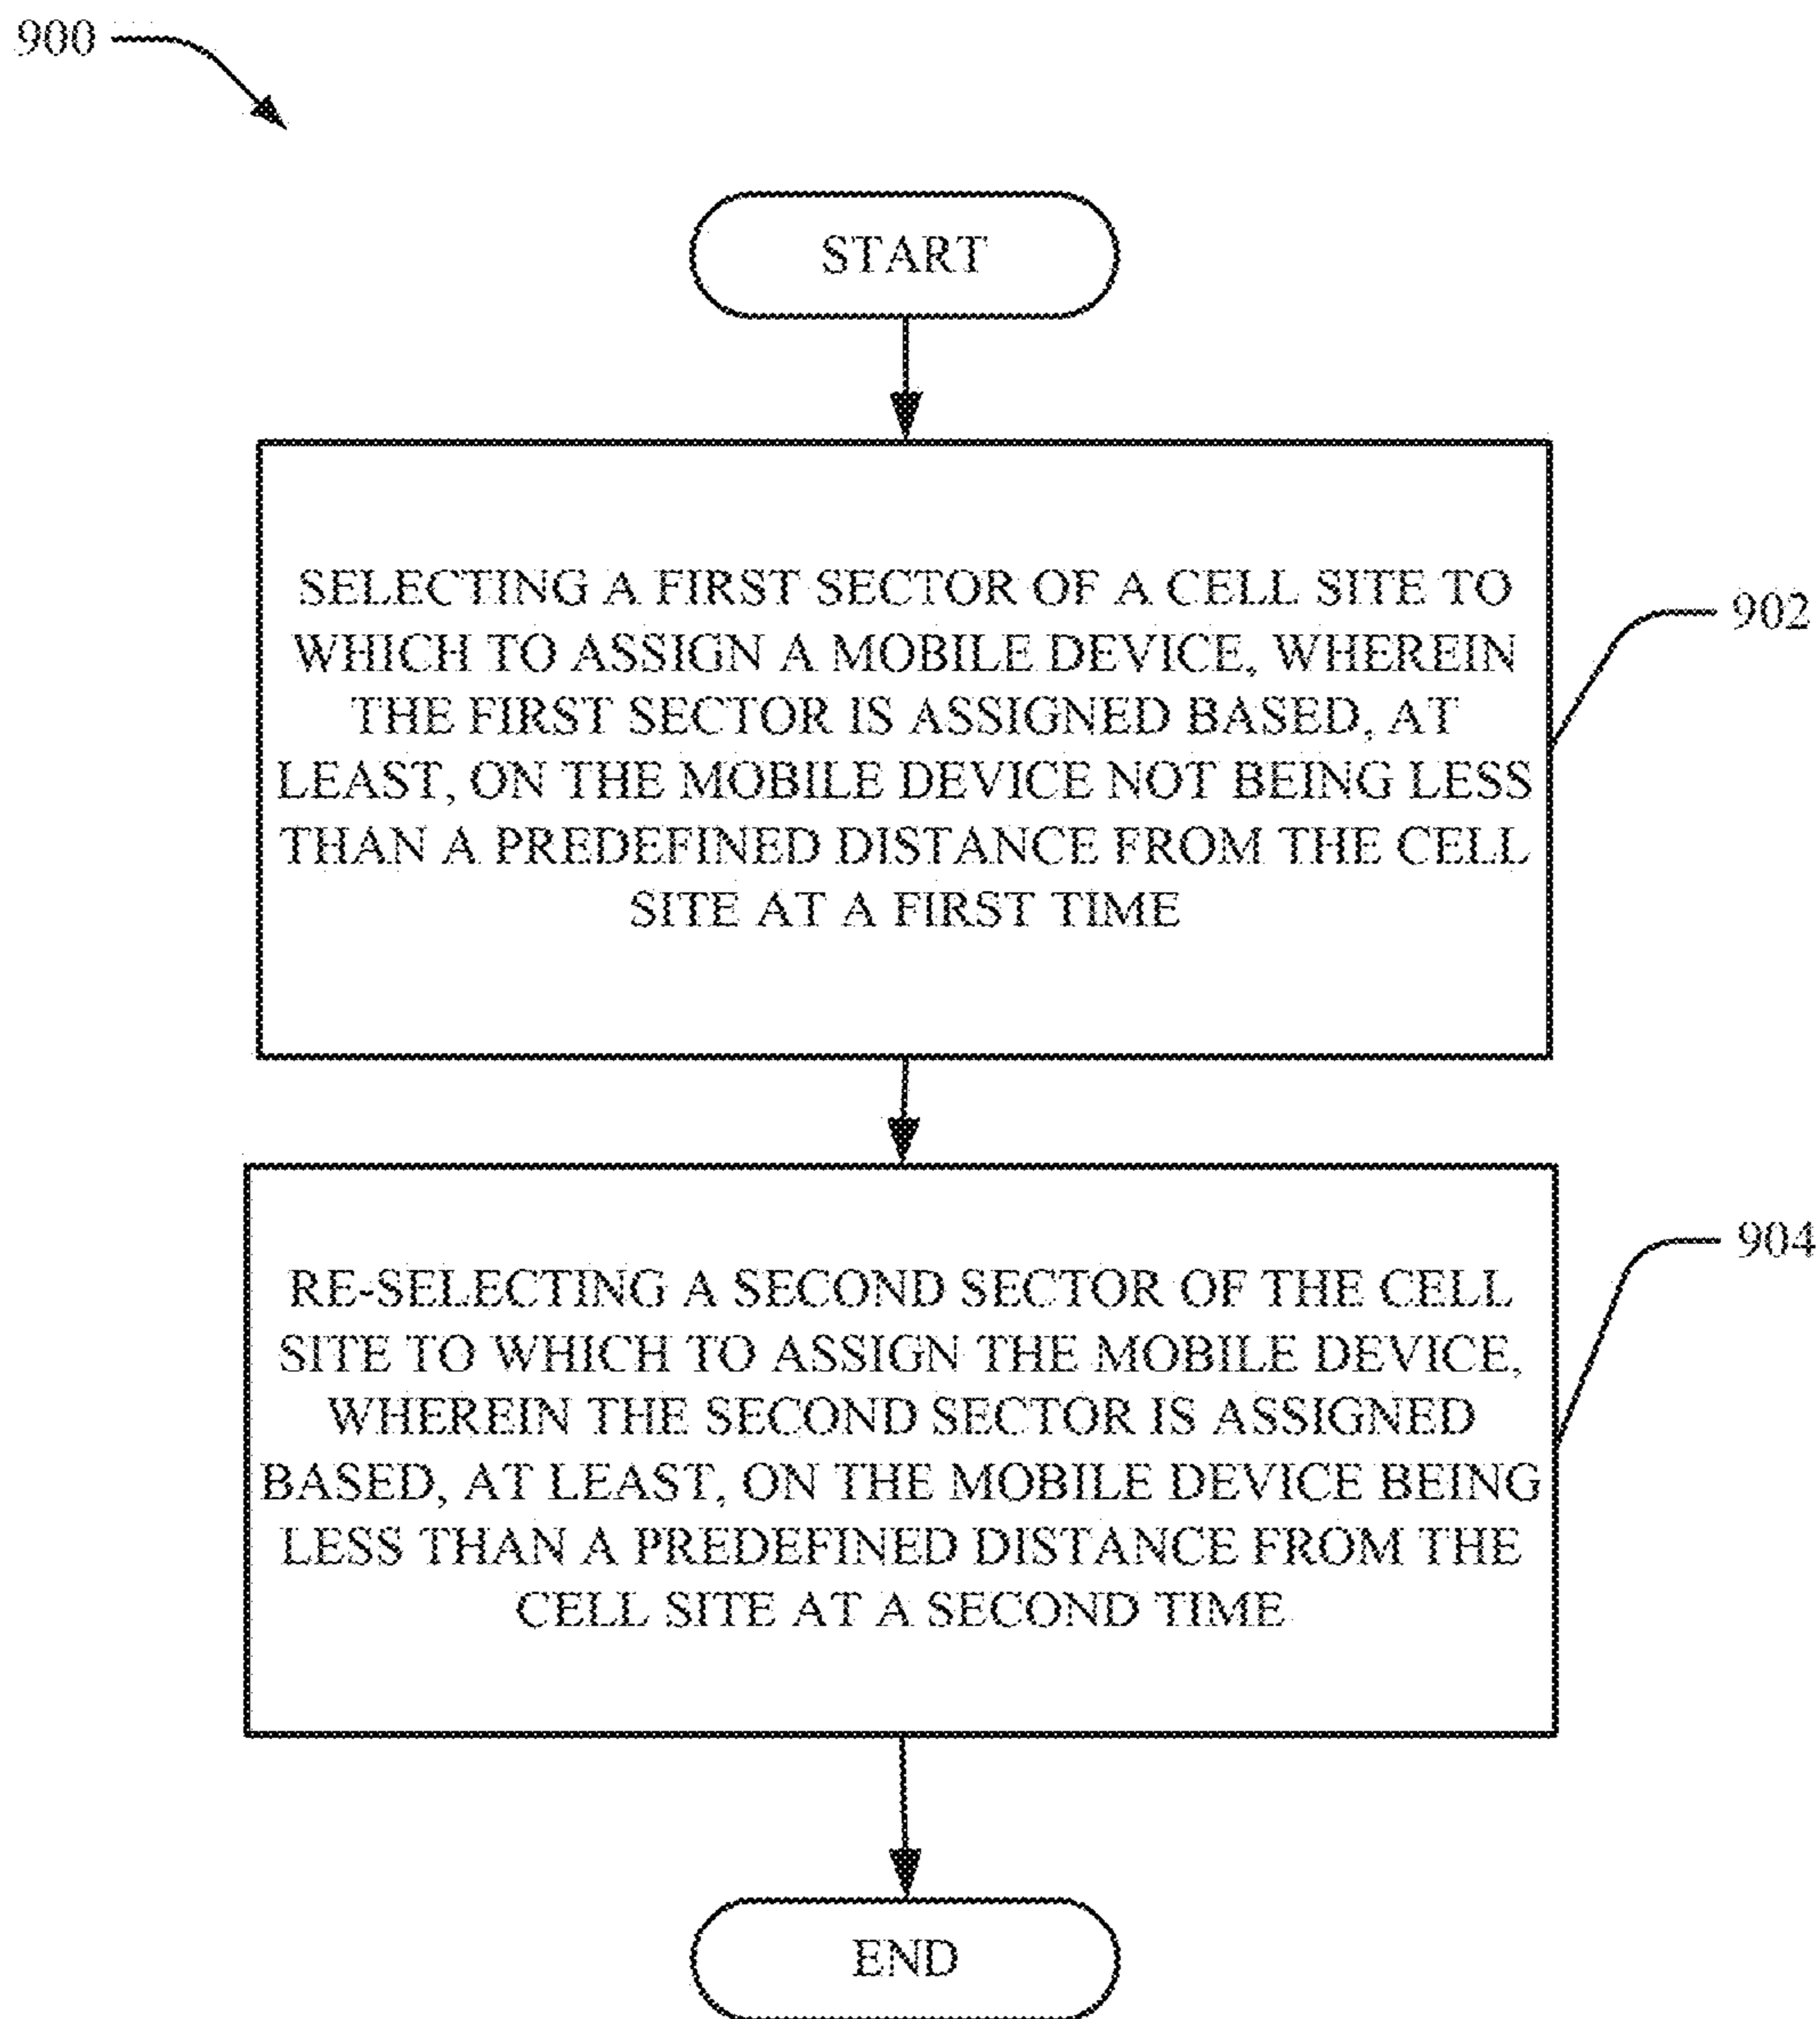 900
START
SELECTING A FIRST SECTOR OF A CELL SITE TO
WHICH TO ASSIGN A MOBILE DEVICE, WHEREIN
THE FIRST SECTOR IS ASSIGNED BASED, AT
LEAST, ON THE MOBILE DEVICE NOT BEING LESS
THAN A PREDEFINED DISTANCE FROM THE CELL
SITE AT A FIRST TIME
902
RE-SELECTING A SECOND SECTOR OF THE CELL
SITE TO WHICH TO ASSIGN THE MOBILE DEVICE,
WHEREIN THE SECOND SECTOR IS ASSIGNED
BASED, AT LEAST, ON THE MOBILE DEVICE BEING
LESS THAN A PREDEFINED DISTANCE FROM THE
CELL SITE AT A SECOND TIME
904
END